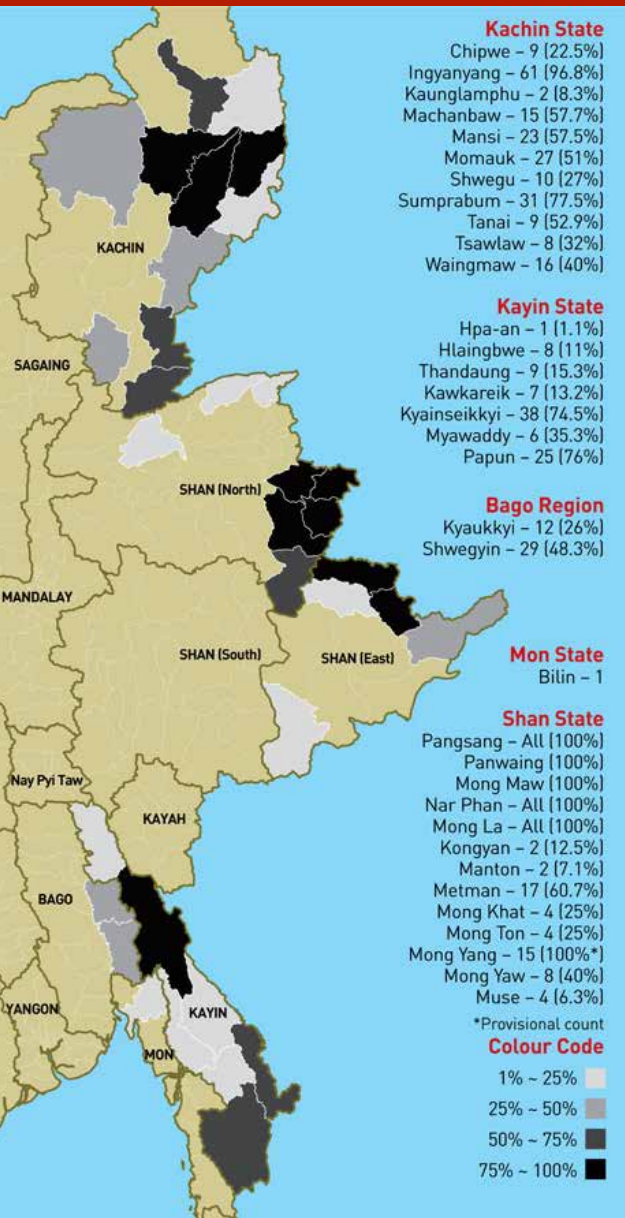 Kachin State
Chipwe – 9 (22.5%)
Ingyanyang – 61 (96.8%)
Kaunglamphu – 2 (8.3%)
Machanbaw – 15 (57.7%)
Mansi – 23 (57.5%)
Momauk – 27 (51%)
Shwegu – 10 (27%)
Sumprabum – 31 (77.5%)
Tanai – 9 (52.9%)
Tsawlaw – 8 (32%)
Waingmaw – 16 (40%)
Kayin State
Hpa-an – 1 (1.1%)
Hlaingbwe – 8 (11%)
Thandaung – 9 (15.3%)
Kawkareik – 7 (13.2%)
Kyainseikkyi – 38 (74.5%)
Myawaddy – 6 (35.3%)
Papun – 25 (76%)
Bago Region
Kyaukkyi – 12 (26%)
Shwegyin – 29 (48.3%)
Mon State
Bilin – 1
Shan State
Pangsang – All (100%)
Panwaing (100%)
Mong Maw (100%)
Nar Phan – All (100%)
Mong La – All (100%)
Kongyan – 2 (12.5%)
Manton – 2 (7.1%)
Metman – 17 (60.7%)
Mong Khat – 4 (25%)
Mong Ton – 4 (25%)
Mong Yang – 15 (100%*)
Mong Yaw – 8 (40%)
Muse – 4 (6.3%)
*Provisional count
Colour Code
1% ~ 25%
25% ~ 50%
50% ~ 75%
75% ~ 100%
KACHIN
SAGAING
SHAN (North)
MANDALAY
SHAN (South)
SHAN (East)
Nay Pyi Taw
KAYAH
BAGO
YANGON
KAYIN
MON